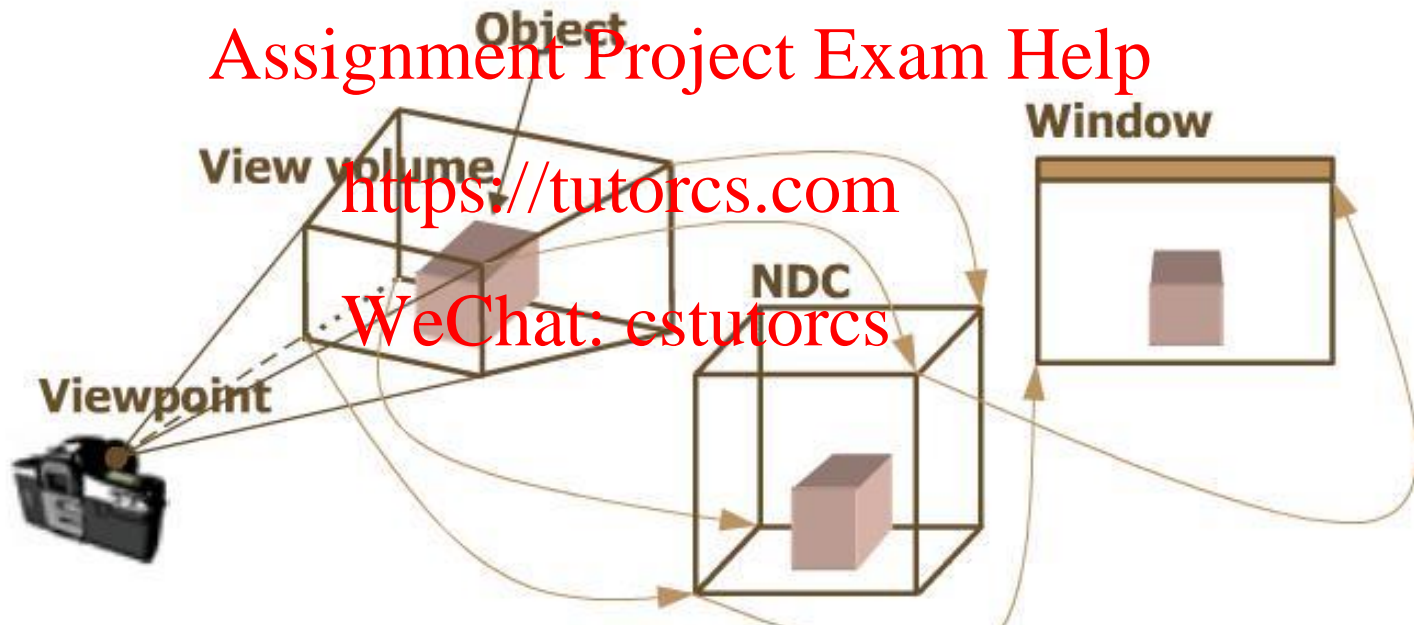 Object
Assignment Project Exam Help
Window
View volume
https://tutorcs.com
NDC
WeChat: cstutorcs
Viewpoint